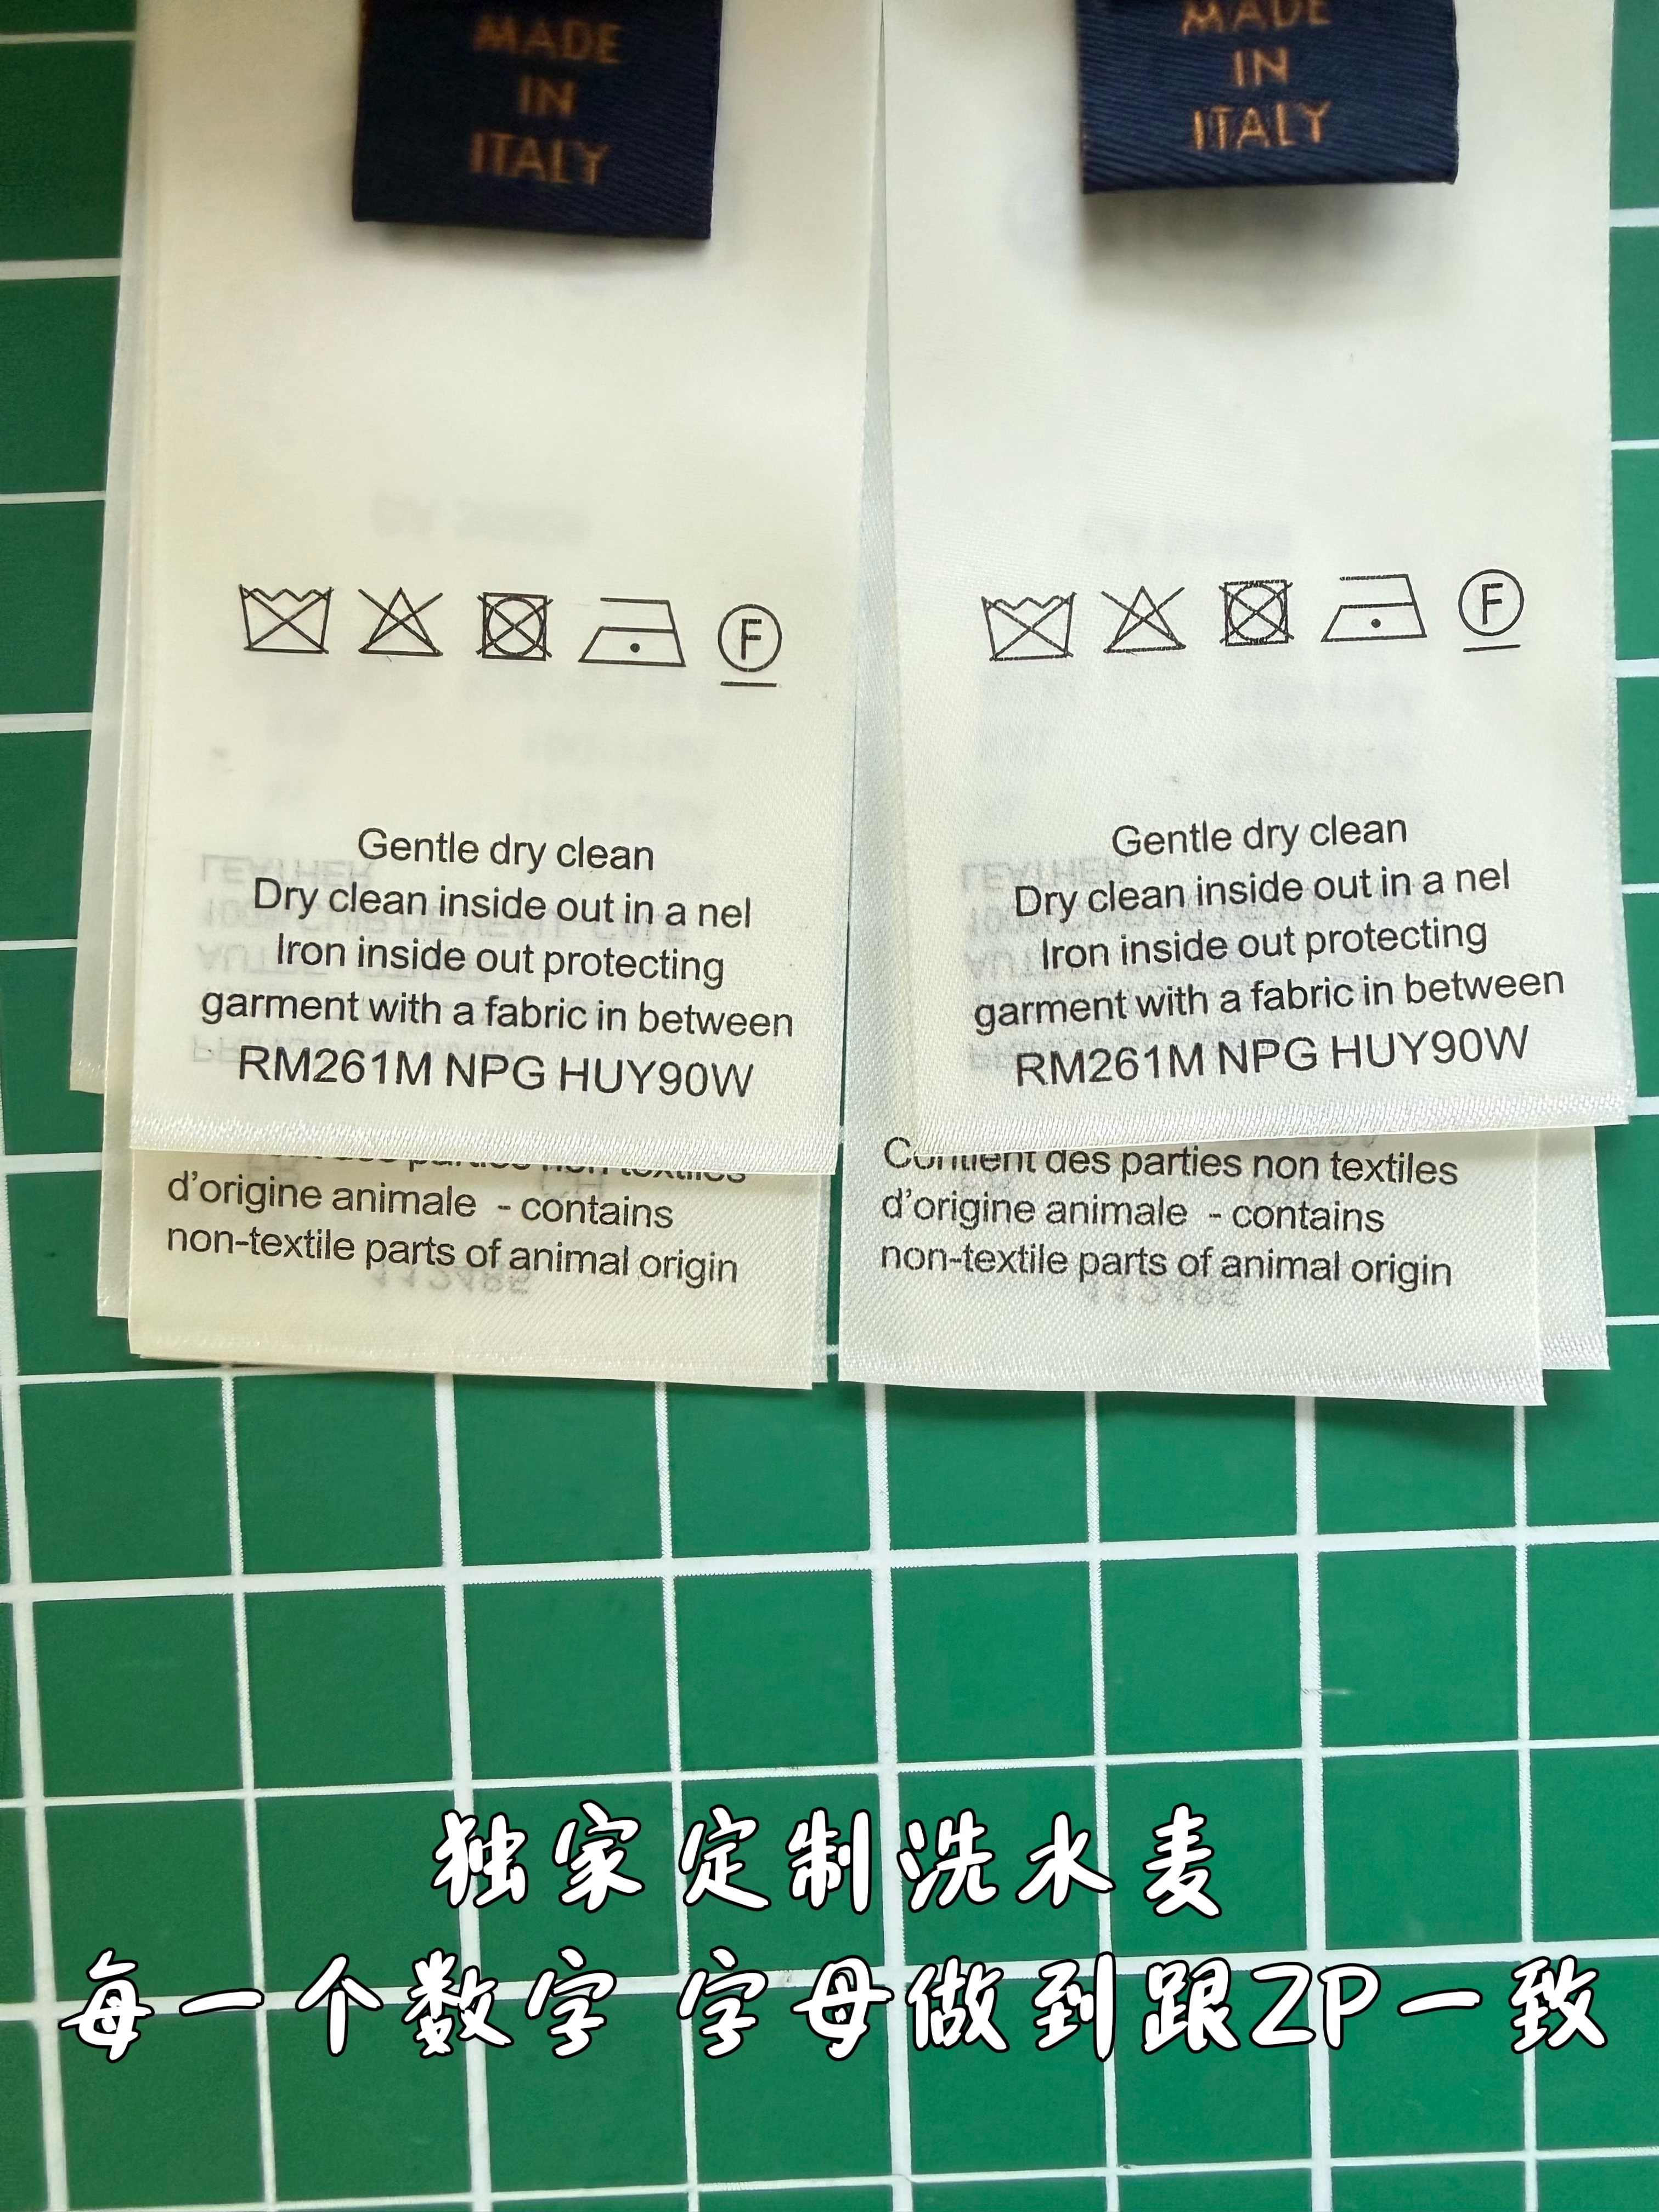 MADE
IN
ITALY
MADE
IN
ITALY
F
F
Gentle dry clean
Dry clean inside out in a nel
Iron inside out protecting
garment with a fabric in between
RM261M NPG HUY90W
d'origine animale - contains
non-textile parts of animal origin
Gentle dry clean
Dry clean inside out in a nel
Iron inside out protecting
garment with a fabric in between
RM261M NPG HUY90W
Contient des parties non textiles
d'origine animale - contains
non-textile parts of animal origin
独家定制洗水麦
每一个数字 字母做到跟ZP一致